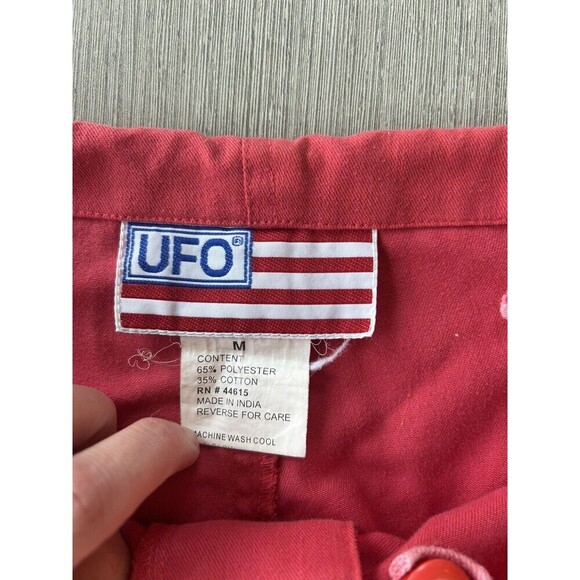 UFO®
M
CONTENT
65% POLYESTER
35% COTTON
RN # 44615
MADE IN INDIA
REVERSE FOR CARE
MACHINE WASH COOL